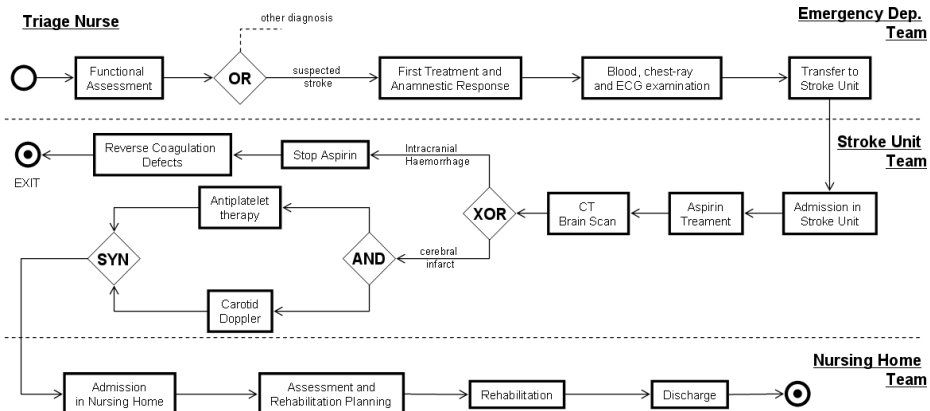 Triage Nurse
other diagnosis
Emergency Dep.
Team
Functional
Assessment
OR
suspected
stroke
First Treatment and
Anamnestic Response
Blood, chest-ray
and ECG examination
Transfer to
Stroke Unit
Stroke Unit
Team
EXIT
Reverse Coagulation
Defects
Stop Aspirin
Intracranial
Haemorrhage
Antiplatelet
therapy
XOR
CT
Brain Scan
Aspirin
Treament
Admission in
Stroke Unit
SYN
AND
cerebral
infarct
Carotid
Doppler
Nursing Home
Team
Admission
in Nursing Home
Assessment and
Rehabilitation Planning
Rehabilitation
Discharge